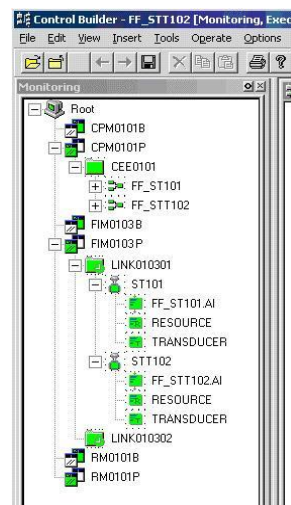 Control Builder - FF_STT102 [Monitoring, Exec
File Edit View Insert Tools Operate Options
Monitoring
Root
CPM0101B
CPM0101P
CEE0101
FF_ST101
FF_STT102
FIM0103B
FIM0103P
LINK010301
ST101
FF_ST101.AI
RESOURCE
TRANSDUCER
STT102
FF_STT102.AI
RESOURCE
TRANSDUCER
LINK010302
RM0101B
RM0101P